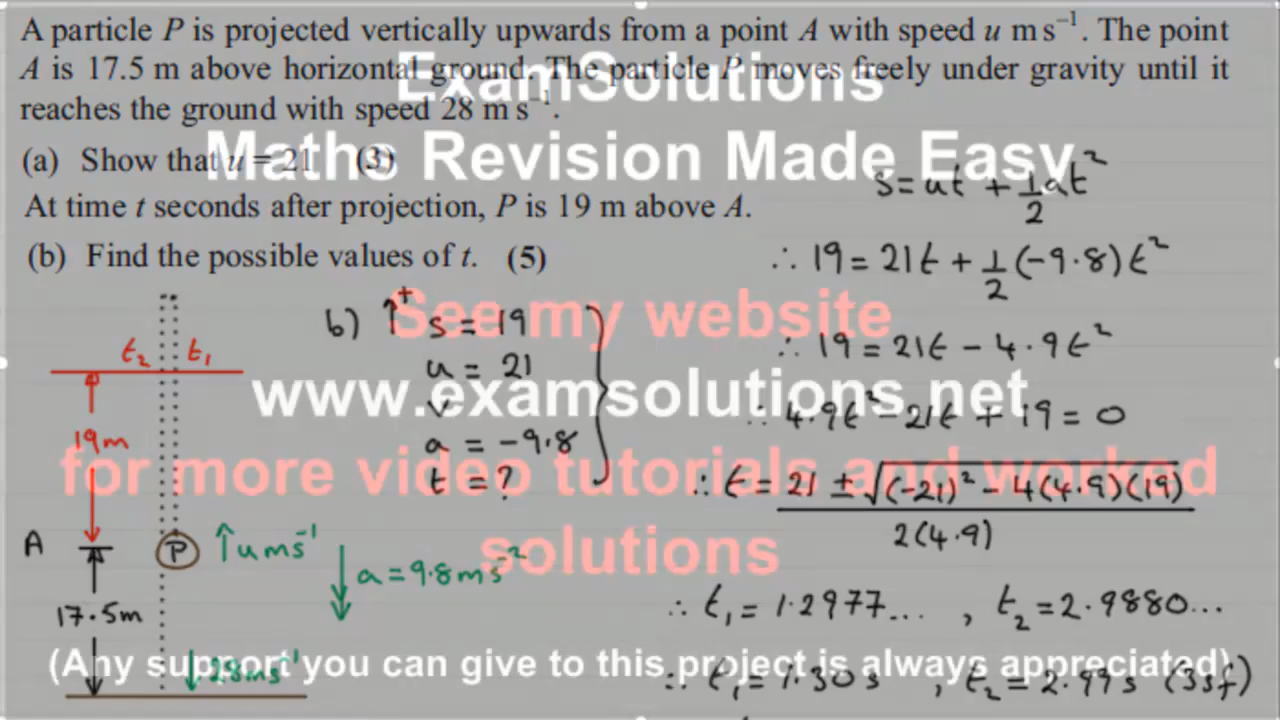 A particle P is projected vertically upwards from a point A with speed u m s⁻¹. The point
A is 17.5 m above horizontal ground. The particle P moves freely under gravity until it
reaches the ground with speed 28 m s⁻¹.
ExamSolutions
Maths Revision Made Easy
(a) Show that u = 21 (3)
At time t seconds after projection, P is 19 m above A.
(b) Find the possible values of t. (5)
s = ut + 1/2 at²
∴ 19 = 21t + 1/2 (-9.8)t²
∴ 19 = 21t - 4.9t²
∴ 4.9t² - 21t + 19 = 0
∴ t = 21 ± √(-21)² - 4(4.9)(19)
2(4.9)
∴ t₁ = 1.2977... , t₂ = 2.9880...
∴ t₁ = 1.30 s , t₂ = 2.99 s (3sf)
b) ↑+ s = 19
u = 21
v
a = -9.8
t = ?
See my website
www.examsolutions.net
for more video tutorials and worked
solutions
(Any support you can give to this project is always appreciated)
t₂ t₁
19m
A P ↑ u ms⁻¹
a = 9.8 ms⁻²
17.5m
28 ms⁻¹